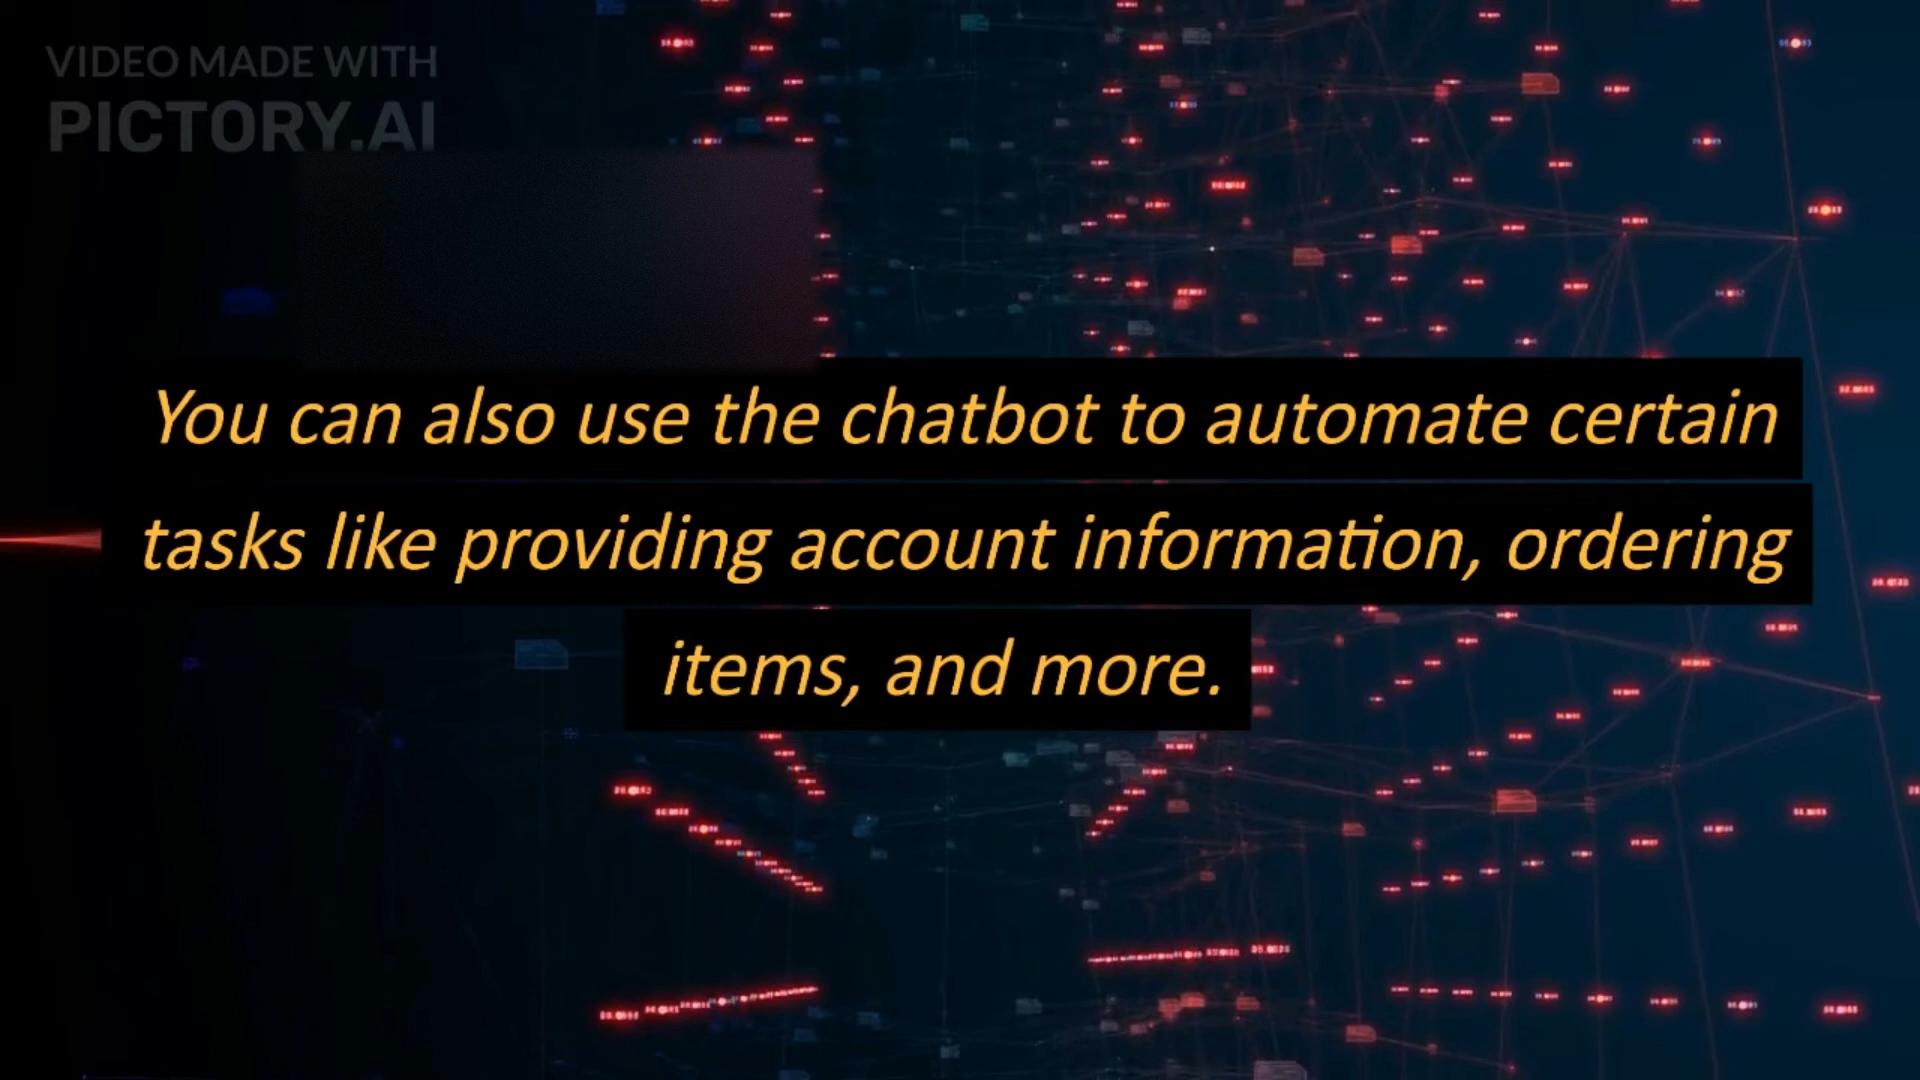 VIDEO MADE WITH
PICTORY.AI
You can also use the chatbot to automate certain
tasks like providing account information, ordering
items, and more.